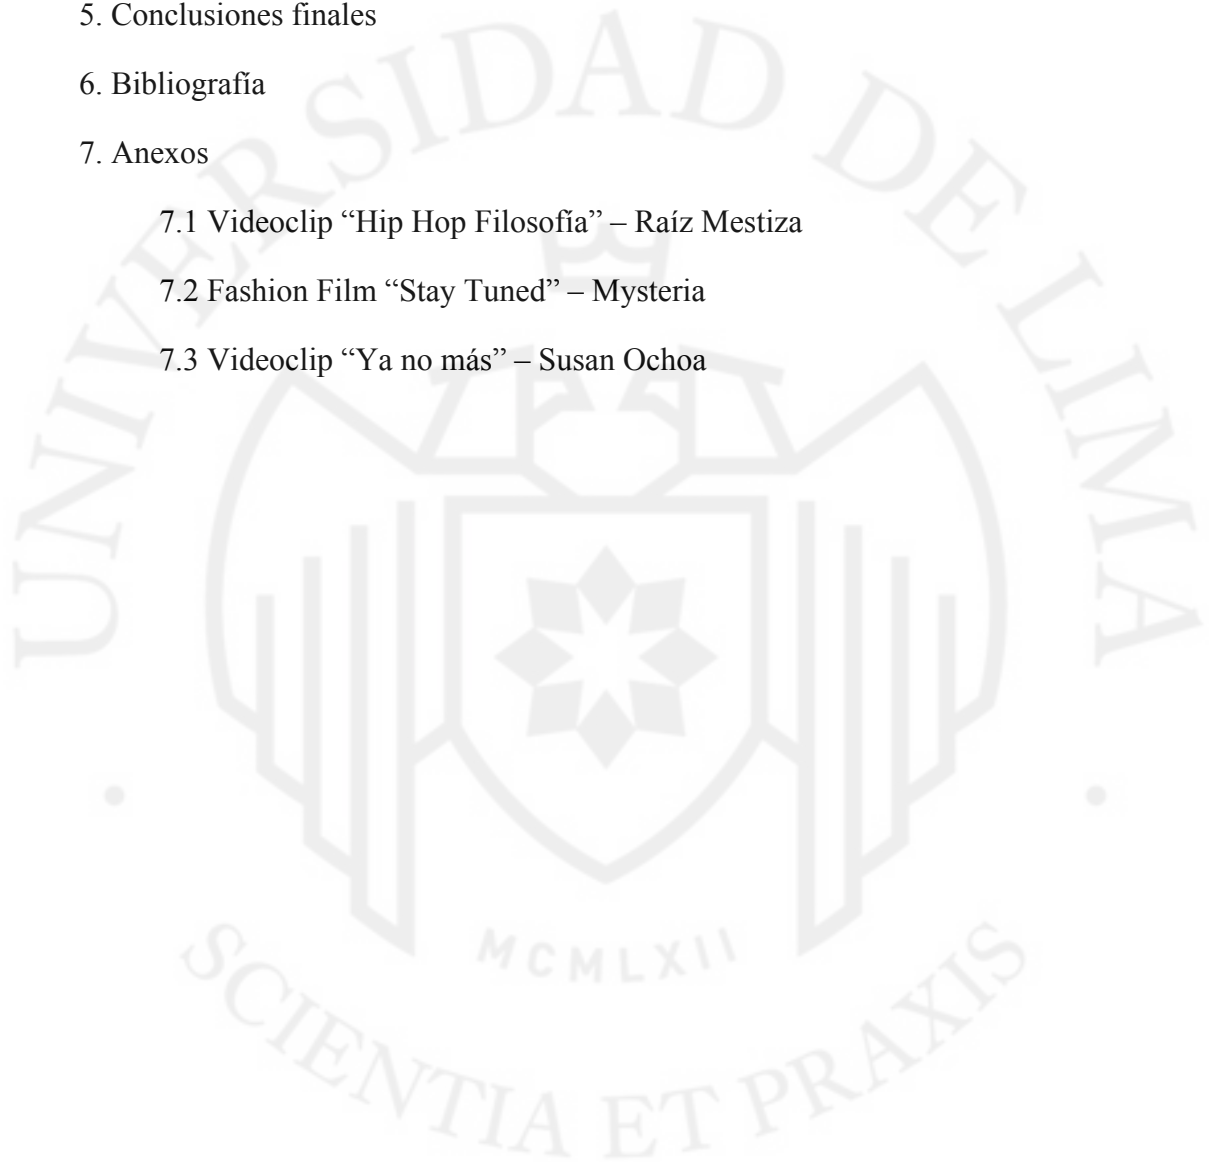 5. Conclusiones finales
6. Bibliografía
7. Anexos
7.1 Videoclip “Hip Hop Filosofía” – Raíz Mestiza
7.2 Fashion Film “Stay Tuned” – Mysteria
7.3 Videoclip “Ya no más” – Susan Ochoa
UNIVERSIDAD DE LIMA
MCMLXII
SCIENTIA ET PRAXIS